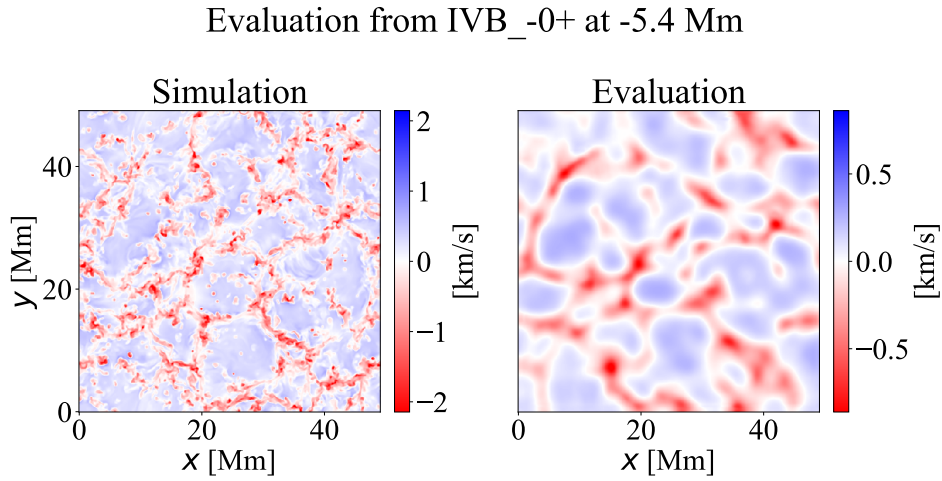 Evaluation from IVB_-0+ at -5.4 Mm
Simulation
Evaluation
y [Mm]
40
20
0
0 20 40
x [Mm]
2
1
0
−1
−2
[km/s]
0 20 40
x [Mm]
0.5
0.0
−0.5
[km/s]